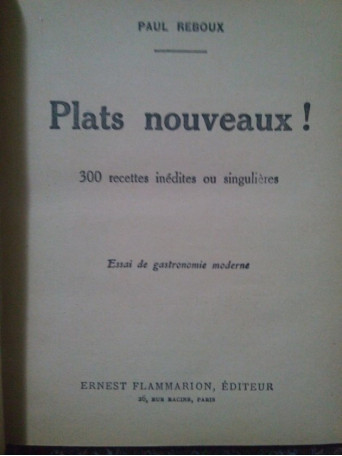 PAUL REBOUX
Plats nouveaux !
300 recettes inédites ou singulières
Essai de gastronomie moderne
ERNEST FLAMMARION, ÉDITEUR
26, RUE RACINE, PARIS